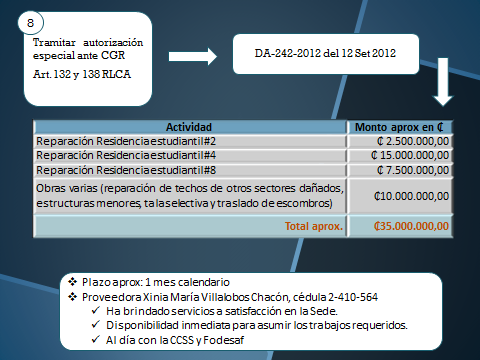 8
Tramitar autorización
especial ante CGR
Art. 132 y 138 RLCA
DA-242-2012 del 12 Set 2012
Actividad Monto aprox en ₡
Reparación Residencia estudiantil #2 ₡ 2.500.000,00
Reparación Residencia estudiantil #4 ₡ 15.000.000,00
Reparación Residencia estudiantil #8 ₡ 7.500.000,00
Obras varias (reparación de techos de otros sectores dañados,
estructuras menores, tala selectiva y traslado de escombros) ₡10.000.000,00
Total aprox. ₡35.000.000,00
❖ Plazo aprox: 1 mes calendario
❖ Proveedora Xinia María Villalobos Chacón, cédula 2-410-564
✓ Ha brindado servicios a satisfacción en la Sede.
✓ Disponibilidad inmediata para asumir los trabajos requeridos.
✓ Al día con la CCSS y Fodesaf